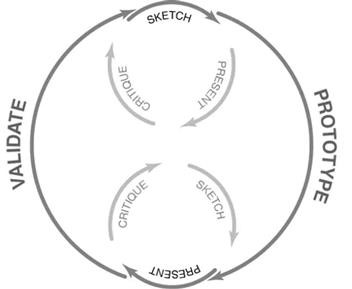 SKETCH
CRITIQUE
PRESENT
VALIDATE
PROTOTYPE
CRITIQUE
SKETCH
PRESENT